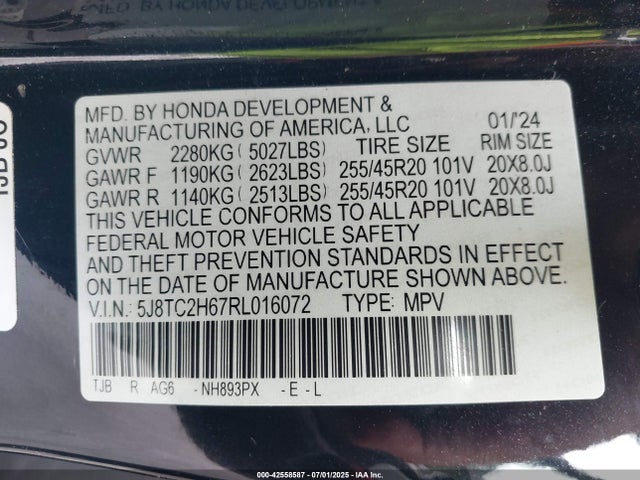 MFD. BY HONDA DEVELOPMENT &
MANUFACTURING OF AMERICA, LLC 01/'24
GVWR 2280KG (5027LBS) TIRE SIZE RIM SIZE
GAWR F 1190KG (2623LBS) 255/45R20 101V 20X8.0J
GAWR R 1140KG (2513LBS) 255/45R20 101V 20X8.0J
THIS VEHICLE CONFORMS TO ALL APPLICABLE
FEDERAL MOTOR VEHICLE SAFETY
AND THEFT PREVENTION STANDARDS IN EFFECT
ON THE DATE OF MANUFACTURE SHOWN ABOVE.
V.I.N.: 5J8TC2H67RL016072 TYPE: MPV
TJB R AG6 -NH893PX -E-L
000-42558587 - 07/01/2025 - IAA Inc.